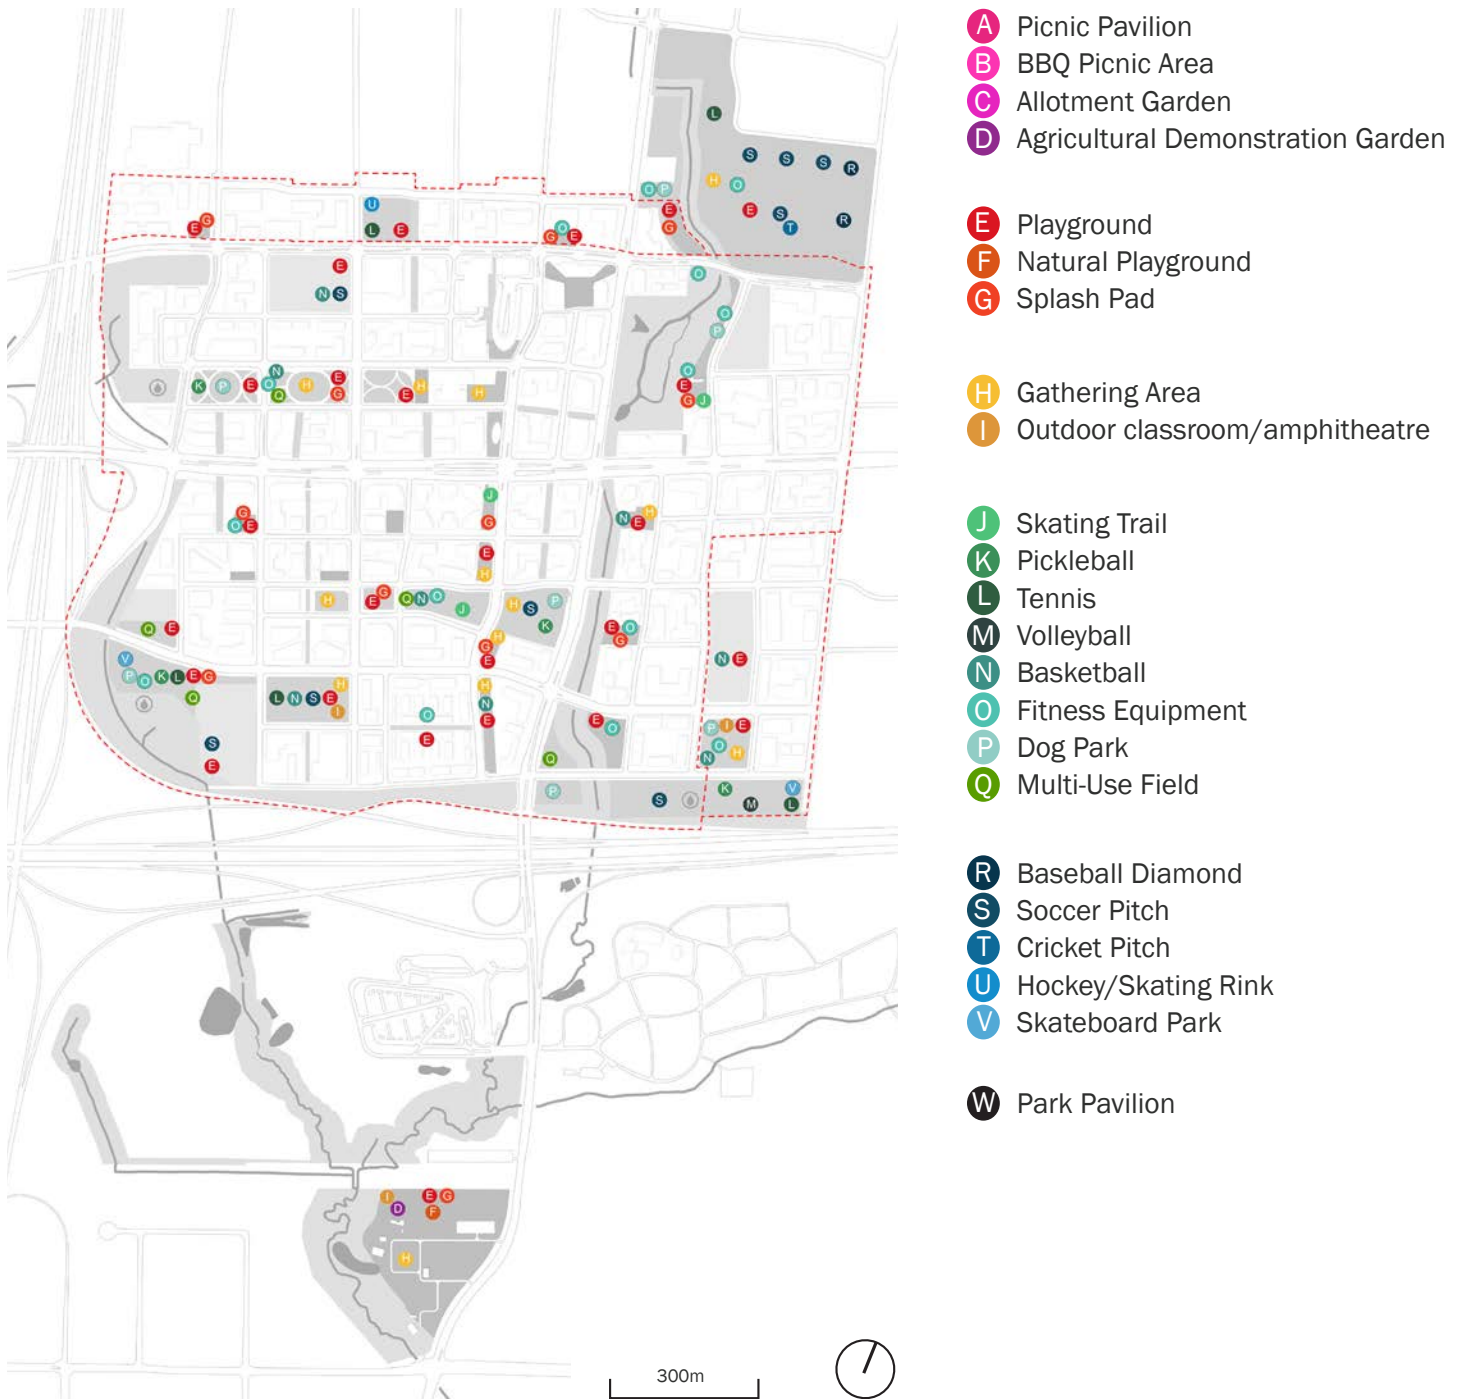 A Picnic Pavilion
B BBQ Picnic Area
C Allotment Garden
D Agricultural Demonstration Garden
E Playground
F Natural Playground
G Splash Pad
H Gathering Area
I Outdoor classroom/amphitheatre
J Skating Trail
K Pickleball
L Tennis
M Volleyball
N Basketball
O Fitness Equipment
P Dog Park
Q Multi-Use Field
R Baseball Diamond
S Soccer Pitch
T Cricket Pitch
U Hockey/Skating Rink
V Skateboard Park
W Park Pavilion
L
S S S R
H O
O P
E E S R
G T
U
G
E L E
O
G E
E
N S
O
O
P
O
E
G J
N
K P E O H E
Q G
E H H
J
G
G
O E
N E H
E
H
H
E G
Q N O J
H S P
K
E O
G
Q E
H
G
E
N E
V
P O K L E G
Q
L N S E H
I
H
N
E
O
E
E O
Q
P I E
O H
N
S
E
P
S
K V
M L
I E G
D F
H
300m